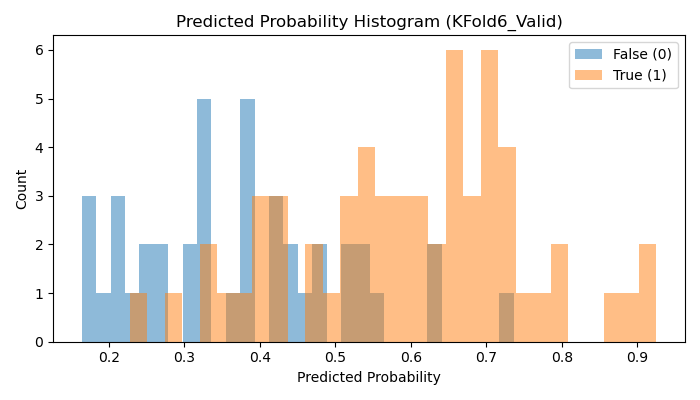 Predicted Probability Histogram (KFold6_Valid)
False (0)
True (1)
Count
6
5
4
3
2
1
0
0.2 0.3 0.4 0.5 0.6 0.7 0.8 0.9
Predicted Probability